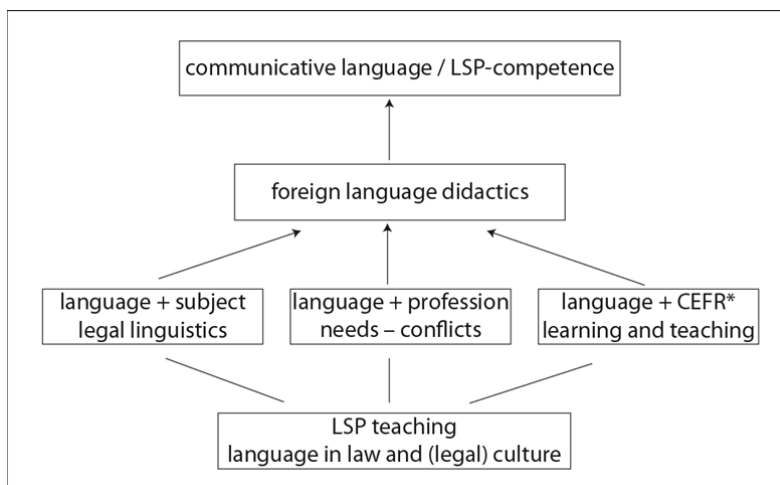 communicative language / LSP-competence
foreign language didactics
language + subject
legal linguistics
language + profession
needs – conflicts
language + CEFR*
learning and teaching
LSP teaching
language in law and (legal) culture